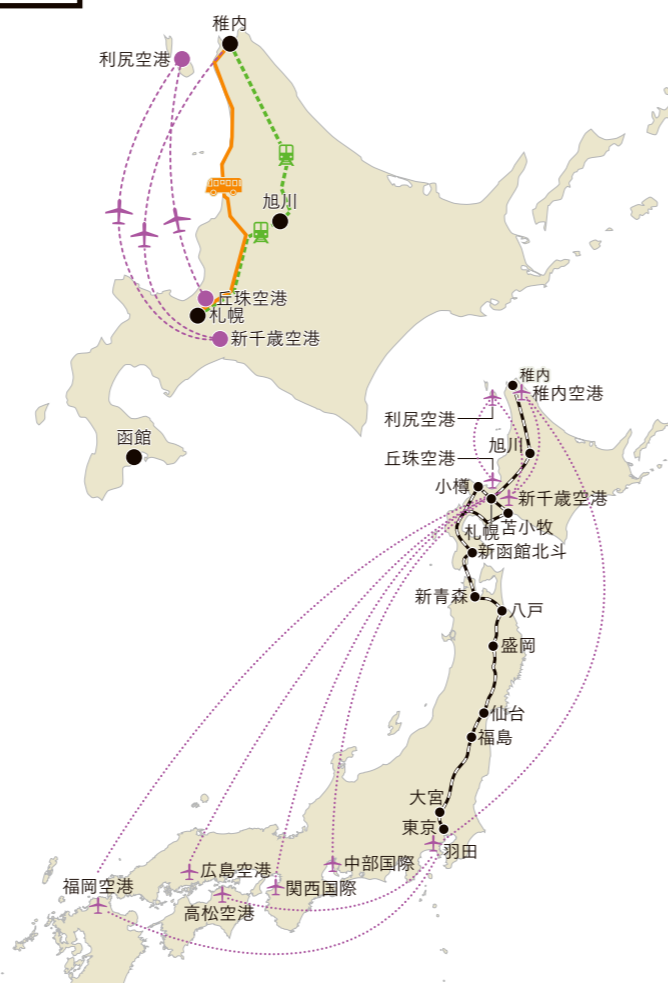 稚内
利尻空港
旭川
丘珠空港
札幌
新千歳空港
函館
稚内
稚内空港
利尻空港
旭川
丘珠空港
小樽
新千歳空港
札幌
苫小牧
新函館北斗
新青森
八戸
盛岡
仙台
福島
大宮
東京
羽田
中部国際
広島空港
関西国際
福岡空港
高松空港